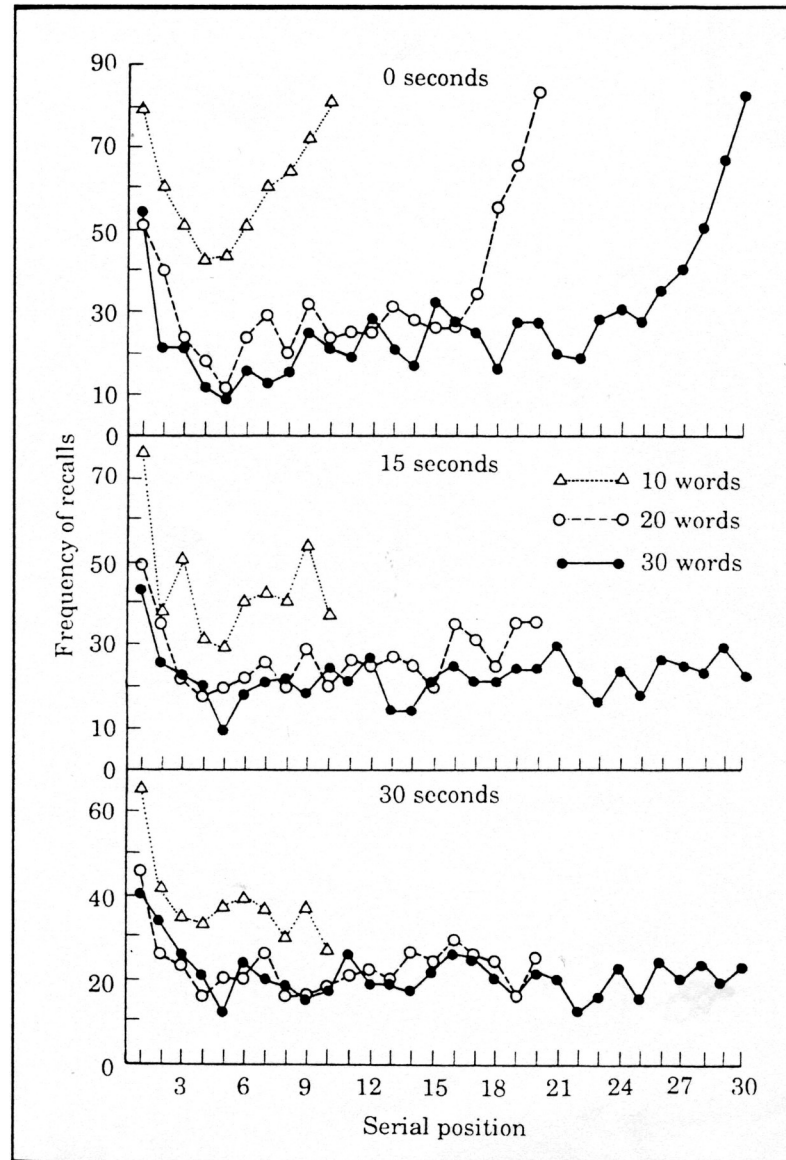 90
0 seconds
70
50
30
10
0
15 seconds
70
10 words
20 words
50
30 words
30
10
0
30 seconds
60
40
20
0
Frequency of recalls
3 6 9 12 15 18 21 24 27 30
Serial position